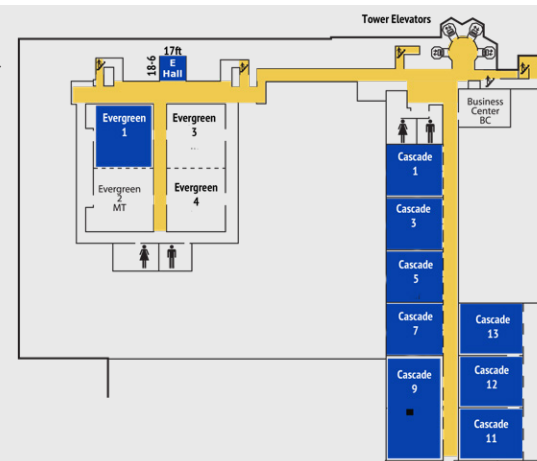 Tower Elevators
17ft
18-6
E
Hall
Business
Center
BC
Evergreen
1
Evergreen
3
Evergreen
2
MT
Evergreen
4
Cascade
1
Cascade
3
Cascade
5
Cascade
7
Cascade
9
Cascade
13
Cascade
12
Cascade
11